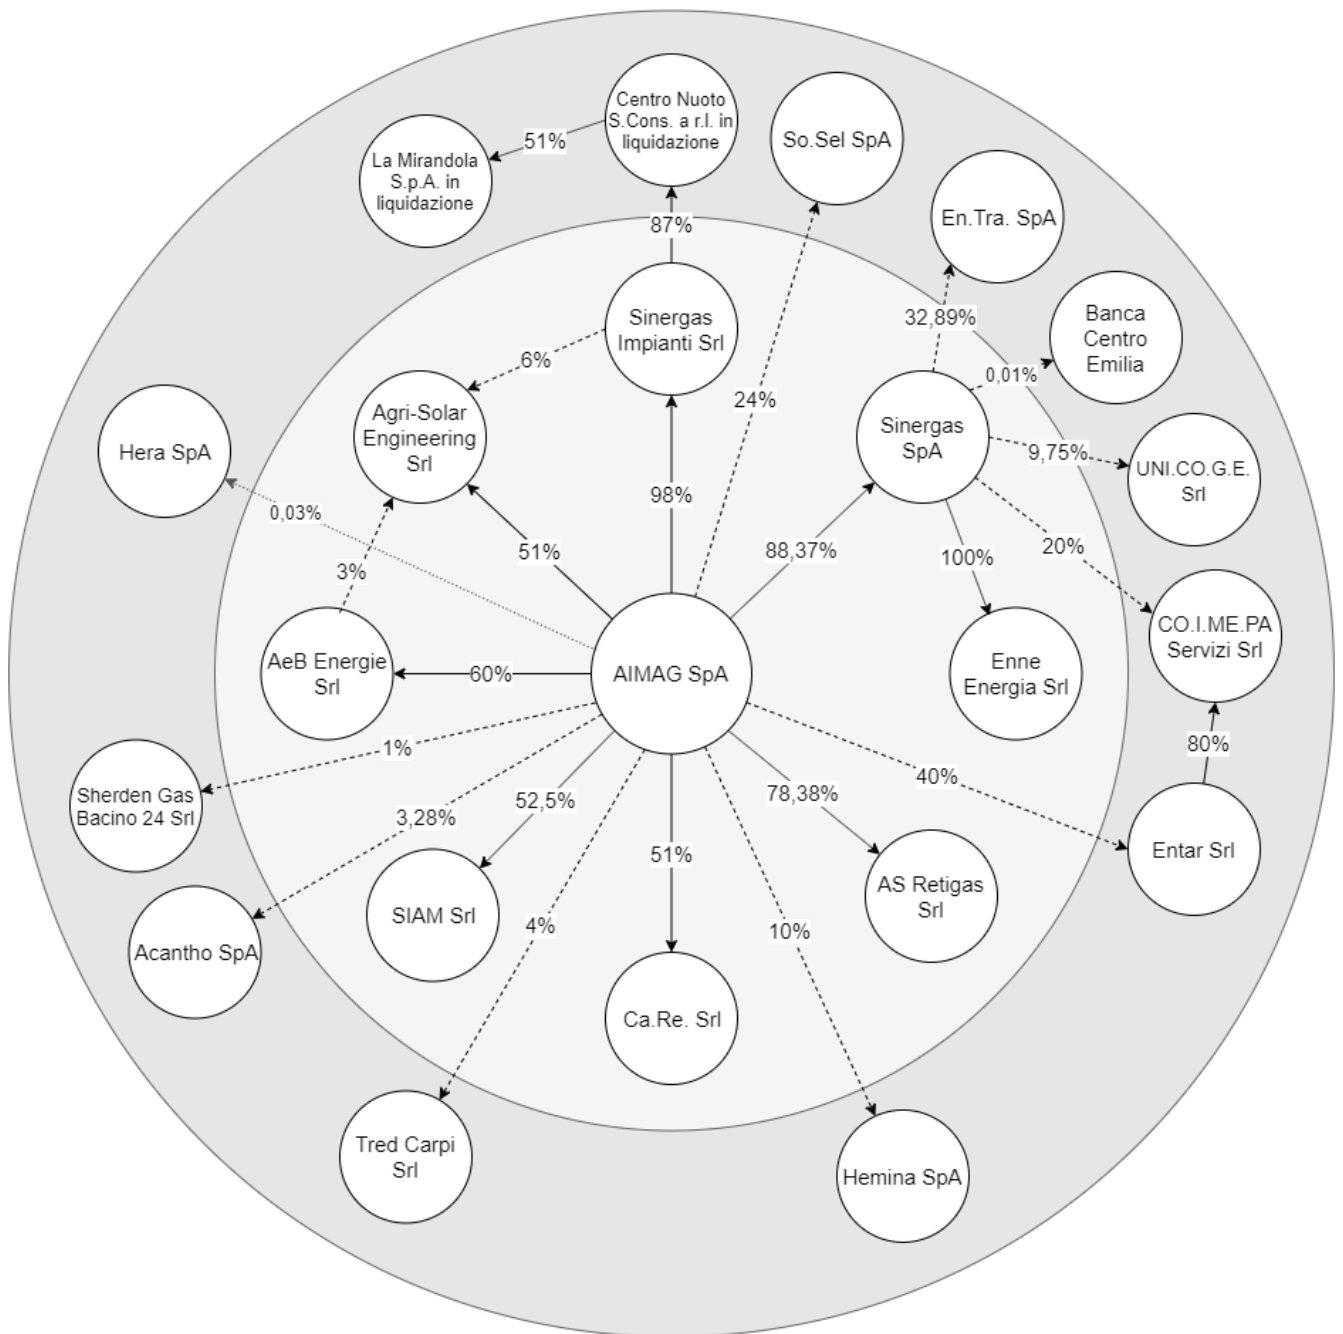 Centro Nuoto
S.Cons. a r.l. in
liquidazione
So.Sel SpA
51%
La Mirandola
S.p.A. in
liquidazione
En.Tra. SpA
87%
Sinergas
Impianti Srl
32,89%
Banca
Centro
Emilia
6%
0,01%
24%
Agri-Solar
Engineering
Srl
Sinergas
SpA
Hera SpA
9,75%
UNI.CO.G.E.
Srl
98%
0,03%
51%
88,37%
100%
20%
3%
CO.I.ME.PA
Servizi Srl
AeB Energie
Srl
60%
AIMAG SpA
Enne
Energia Srl
1%
80%
40%
Sherden Gas
Bacino 24 Srl
52,5%
78,38%
3,28%
51%
Entar Srl
SIAM Srl
AS Retigas
Srl
4%
10%
Acantho SpA
Ca.Re. Srl
Tred Carpi
Srl
Hemina SpA